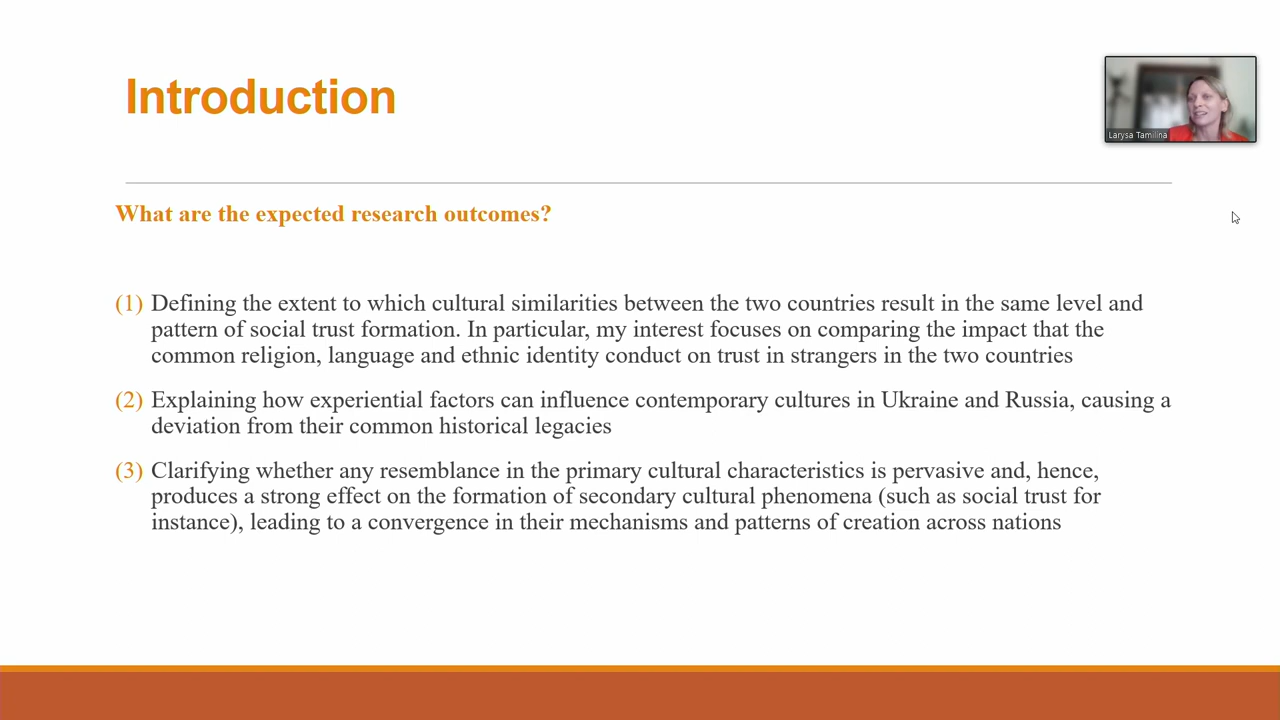 Introduction
Larysa Tamilina
What are the expected research outcomes?
(1) Defining the extent to which cultural similarities between the two countries result in the same level and
pattern of social trust formation. In particular, my interest focuses on comparing the impact that the
common religion, language and ethnic identity conduct on trust in strangers in the two countries
(2) Explaining how experiential factors can influence contemporary cultures in Ukraine and Russia, causing a
deviation from their common historical legacies
(3) Clarifying whether any resemblance in the primary cultural characteristics is pervasive and, hence,
produces a strong effect on the formation of secondary cultural phenomena (such as social trust for
instance), leading to a convergence in their mechanisms and patterns of creation across nations